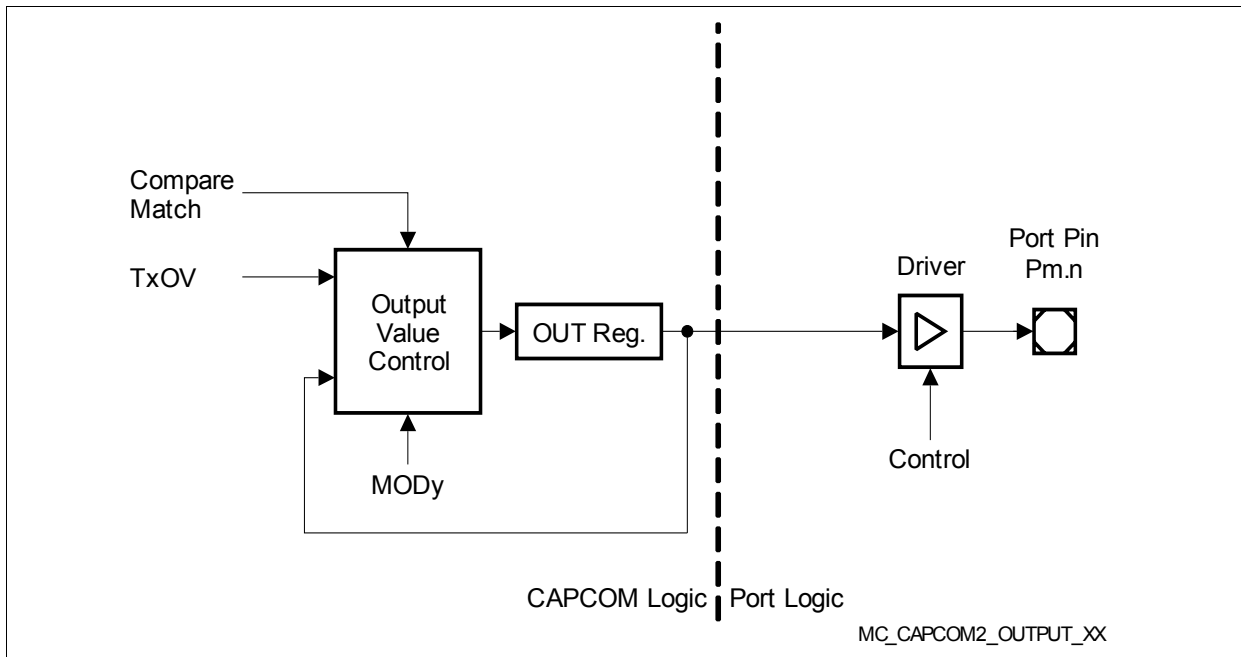 Compare
Match
TxOV
Output
Value
Control
OUT Reg.
MODy
Driver
Port Pin
Pm.n
Control
CAPCOM Logic
Port Logic
MC_CAPCOM2_OUTPUT_XX